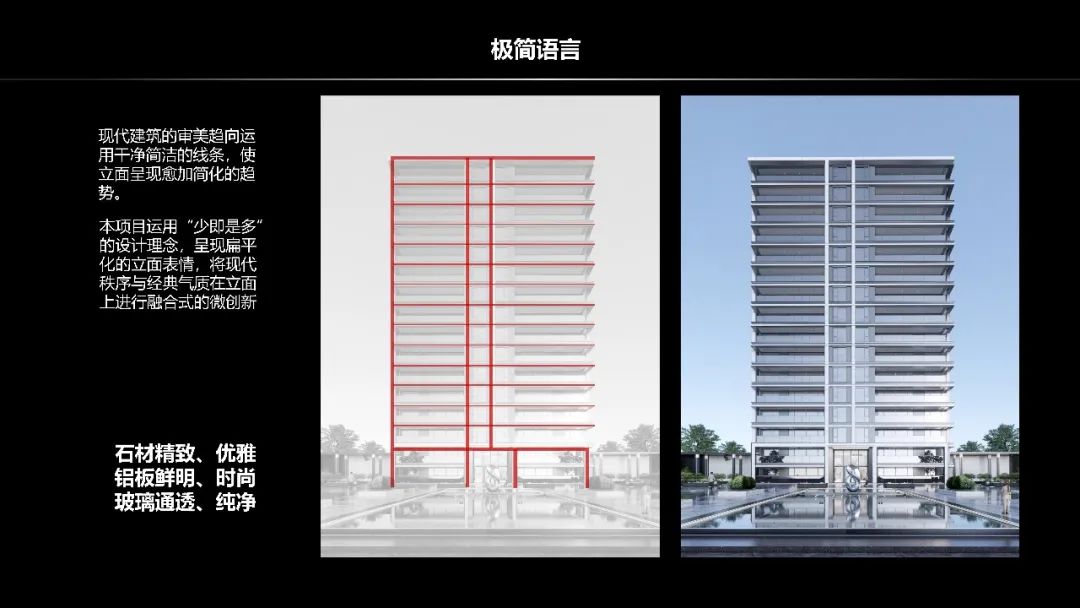 极简语言
现代建筑的审美趋向运
用干净简洁的线条，使
立面呈现愈加简化的趋
势。
本项目运用“少即是多”
的设计理念，呈现扁平
化的立面表情，将现代
秩序与经典气质在立面
上进行融合式的微创新
石材精致、优雅
铝板鲜明、时尚
玻璃通透、纯净